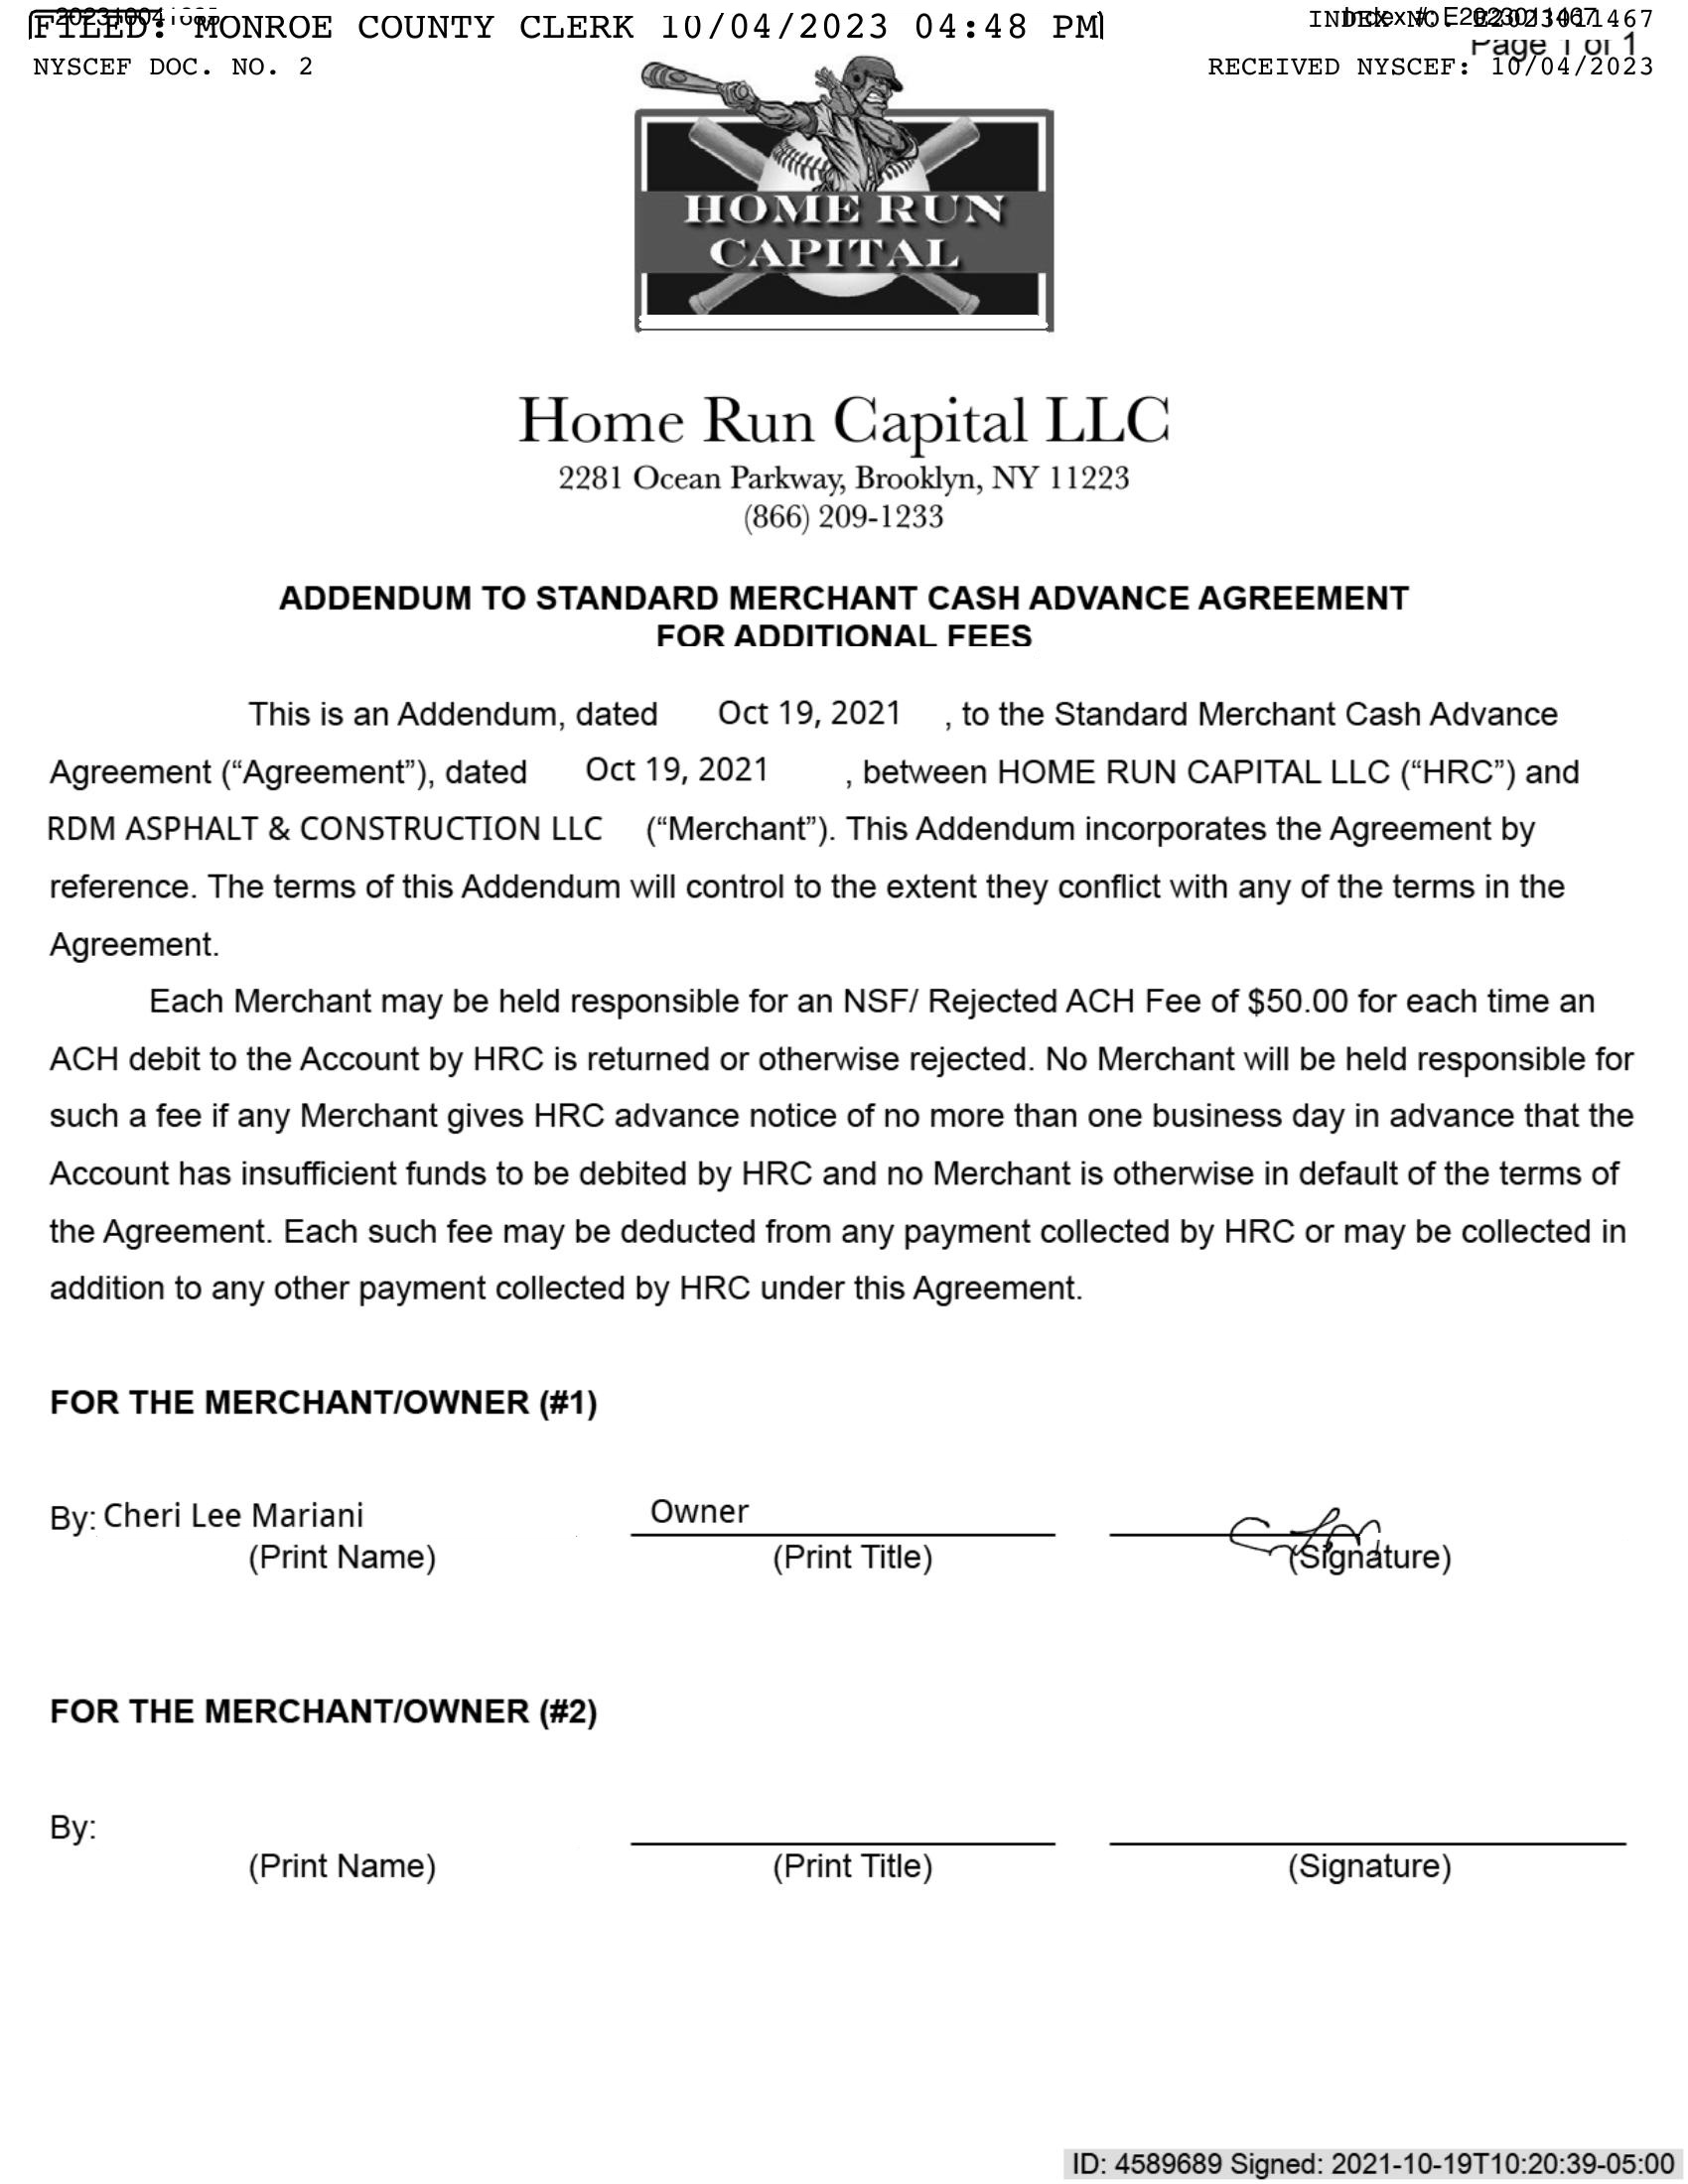 FILED: MONROE COUNTY CLERK 10/04/2023 04:48 PM
INDEX NO. E2023011467
Index #: E2023011467
Page 1 of 1
NYSCEF DOC. NO. 2
RECEIVED NYSCEF: 10/04/2023
HOME RUN
CAPITAL
Home Run Capital LLC
2281 Ocean Parkway, Brooklyn, NY 11223
(866) 209-1233
ADDENDUM TO STANDARD MERCHANT CASH ADVANCE AGREEMENT
FOR ADDITIONAL FEES
This is an Addendum, dated Oct 19, 2021 , to the Standard Merchant Cash Advance
Agreement (“Agreement”), dated Oct 19, 2021 , between HOME RUN CAPITAL LLC (“HRC”) and
RDM ASPHALT & CONSTRUCTION LLC (“Merchant”). This Addendum incorporates the Agreement by
reference. The terms of this Addendum will control to the extent they conflict with any of the terms in the
Agreement.
Each Merchant may be held responsible for an NSF/ Rejected ACH Fee of $50.00 for each time an
ACH debit to the Account by HRC is returned or otherwise rejected. No Merchant will be held responsible for
such a fee if any Merchant gives HRC advance notice of no more than one business day in advance that the
Account has insufficient funds to be debited by HRC and no Merchant is otherwise in default of the terms of
the Agreement. Each such fee may be deducted from any payment collected by HRC or may be collected in
addition to any other payment collected by HRC under this Agreement.
FOR THE MERCHANT/OWNER (#1)
By: Cheri Lee Mariani Owner
(Print Name) (Print Title) (Signature)
FOR THE MERCHANT/OWNER (#2)
By:
(Print Name) (Print Title) (Signature)
ID: 4589689 Signed: 2021-10-19T10:20:39-05:00